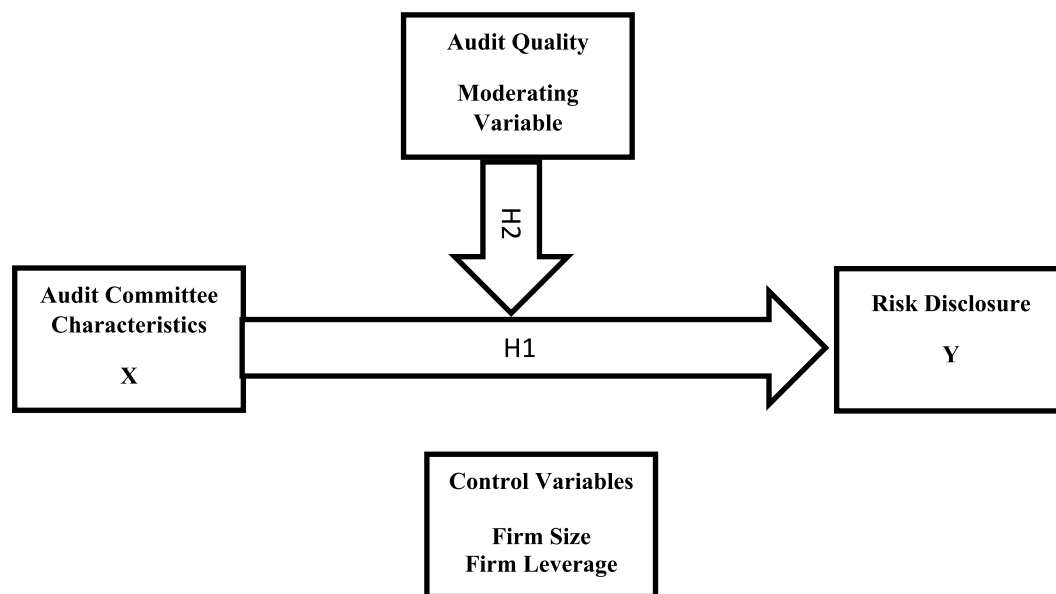 Audit Quality
Moderating
Variable
H2
Audit Committee
Characteristics
X
H1
Risk Disclosure
Y
Control Variables
Firm Size
Firm Leverage